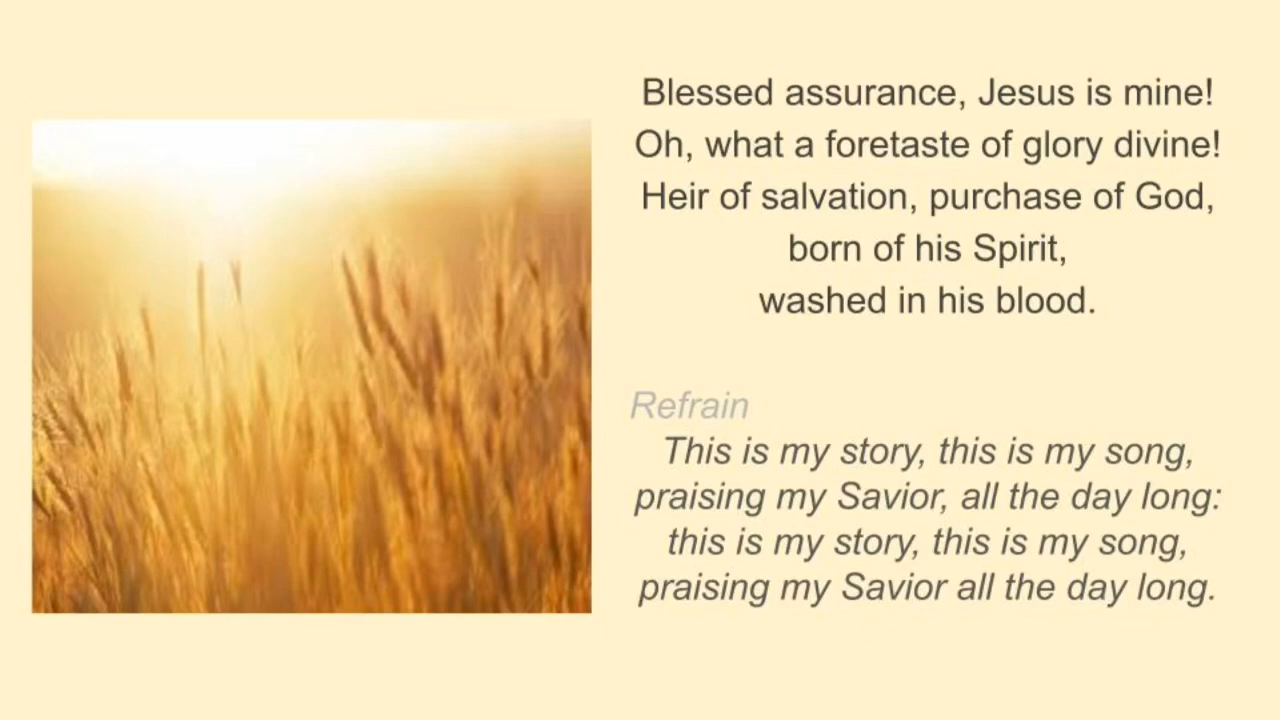 Blessed assurance, Jesus is mine!
Oh, what a foretaste of glory divine!
Heir of salvation, purchase of God,
born of his Spirit,
washed in his blood.
Refrain
This is my story, this is my song,
praising my Savior, all the day long:
this is my story, this is my song,
praising my Savior all the day long.